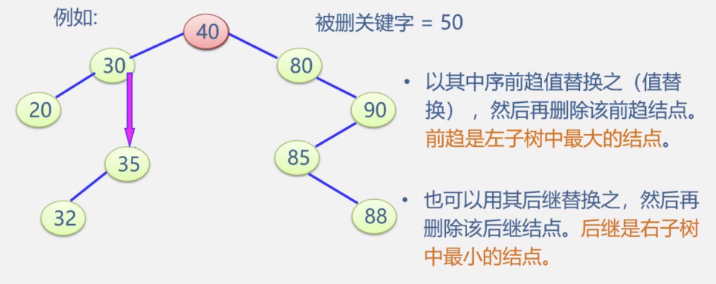 例如:
被删关键字 = 50
40
30
80
20
90
35
85
32
88
• 以其中序前趋值替换之（值替
换），然后再删除该前趋结点。
前趋是左子树中最大的结点。
• 也可以用其后继替换之，然后再
删除该后继结点。后继是右子树
中最小的结点。